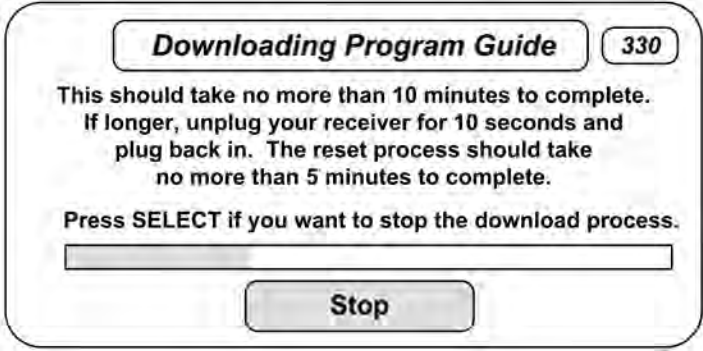 Downloading Program Guide 330
This should take no more than 10 minutes to complete.
If longer, unplug your receiver for 10 seconds and
plug back in. The reset process should take
no more than 5 minutes to complete.
Press SELECT if you want to stop the download process.
Stop